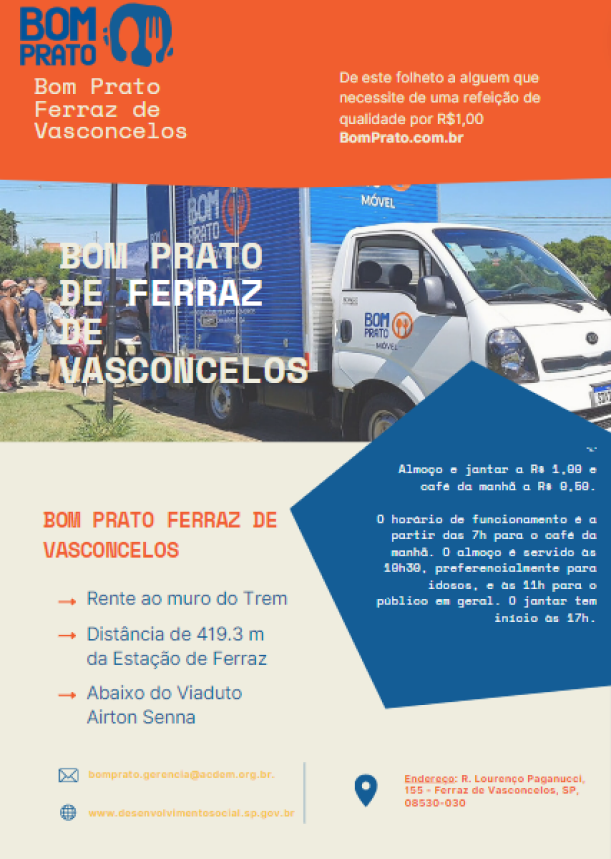 BOM
PRATO
Bom Prato
Ferraz de
Vasconcelos
De este folheto a alguem que
necessite de uma refeição de
qualidade por R$1,00
BomPrato.com.br
BOM
PRATO
MÓVEL
BOM PRATO
DE FERRAZ
DE
VASCONCELOS
BOM
PRATO
MÓVEL
Almoço e jantar a R$ 1,00 e
café da manhã a R$ 0,50.
O horário de funcionamento é a
partir das 7h para o café da
manhã. O almoço é servido às
10h30, preferencialmente para
idosos, e às 11h para o
público em geral. O jantar tem
início às 17h.
BOM PRATO FERRAZ DE
VASCONCELOS
→ Rente ao muro do Trem
→ Distância de 419.3 m
da Estação de Ferraz
→ Abaixo do Viaduto
Airton Senna
bomprato.gerencia@acdem.org.br.
www.desenvolvimentosocial.sp.gov.br
Endereço: R. Lourenço Paganucci,
155 - Ferraz de Vasconcelos, SP,
08530-030